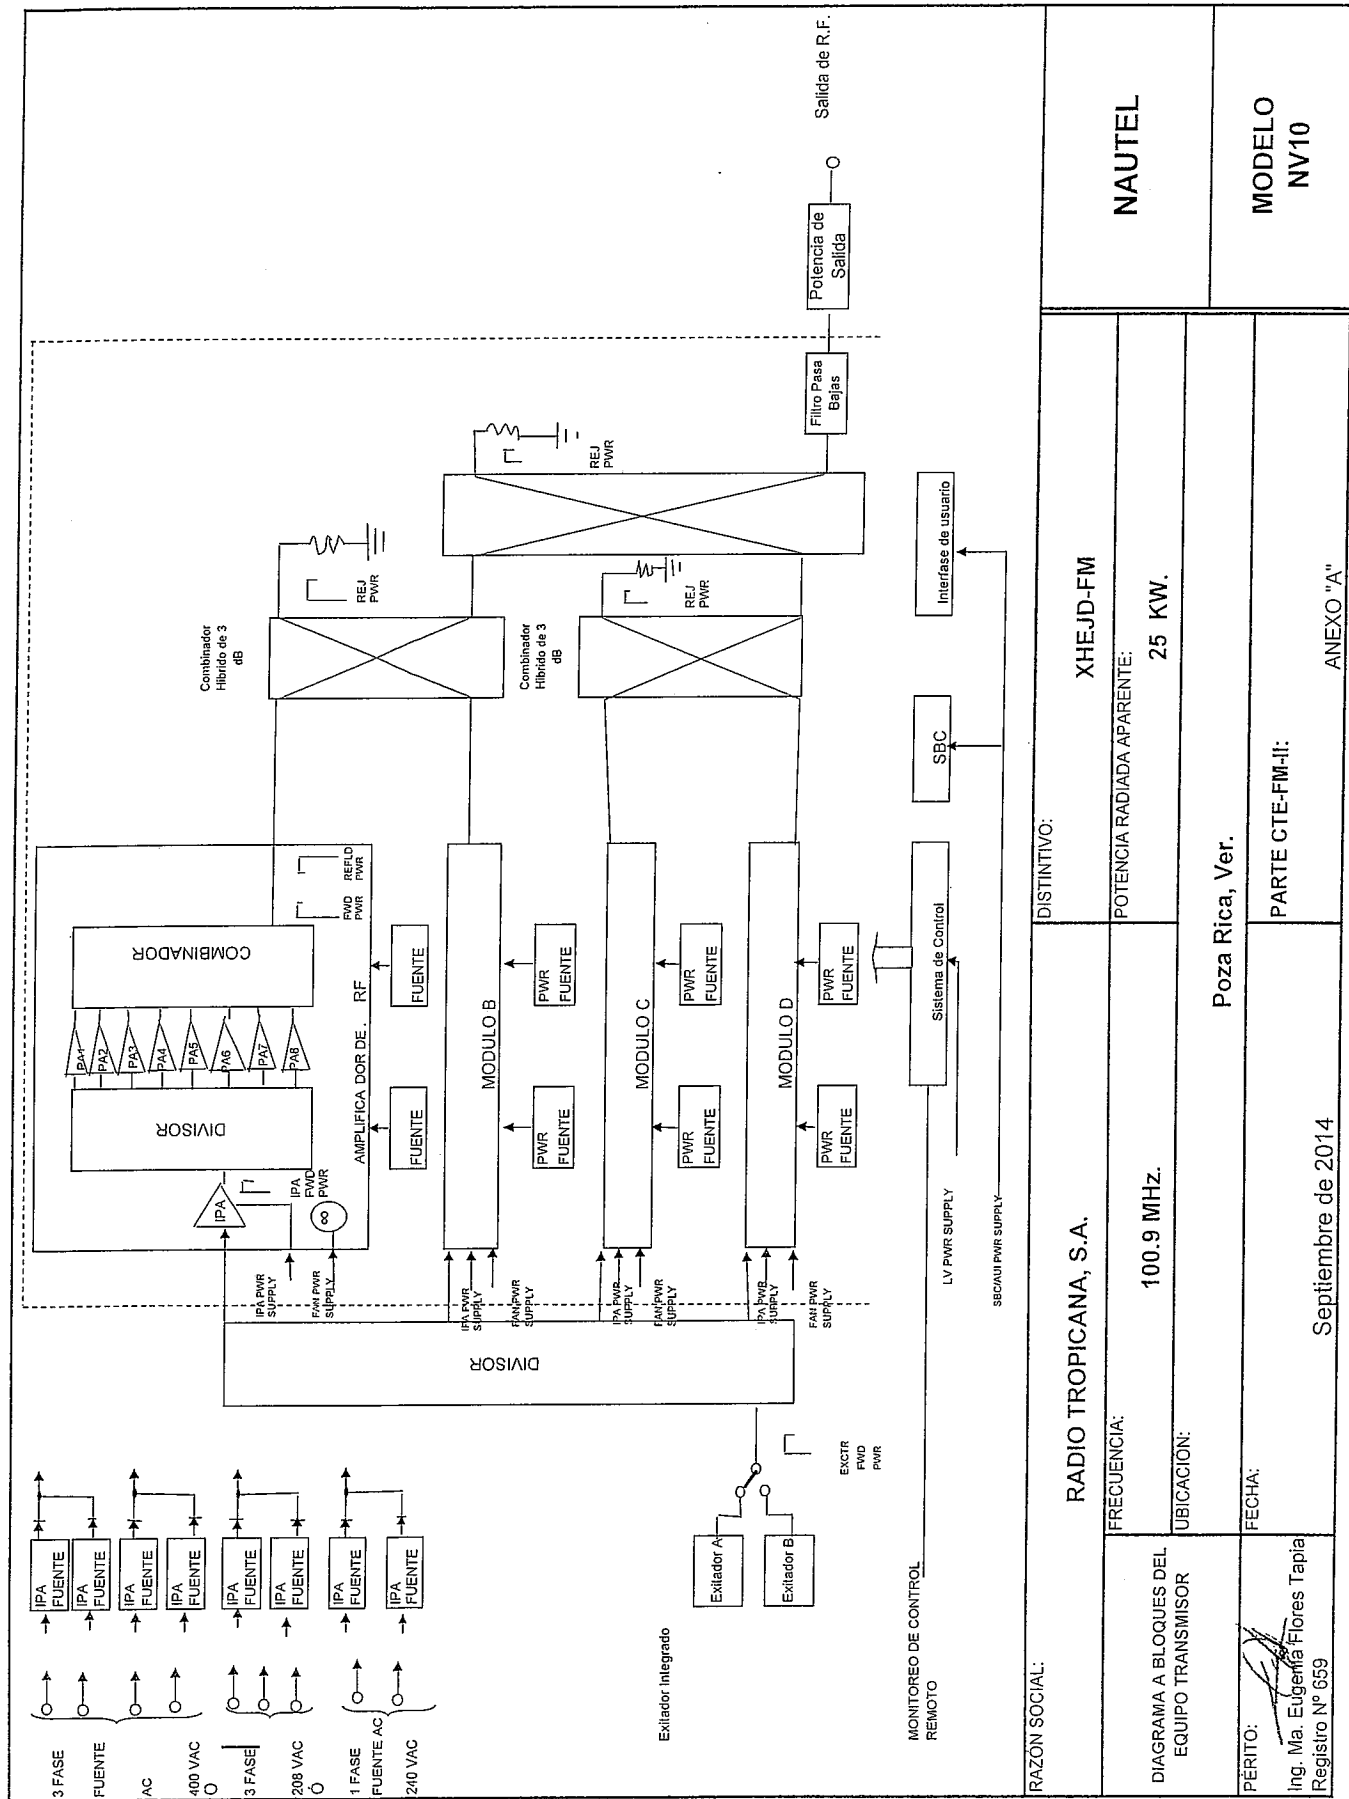 3 FASE
FUENTE
AC
400 VAC
O
3 FASE
208 VAC
Ó
1 FASE
FUENTE AC
240 VAC
IPA
FUENTE
IPA
FUENTE
IPA
FUENTE
IPA
FUENTE
IPA
FUENTE
IPA
FUENTE
IPA
FUENTE
IPA
FUENTE
Exitador Integrado
Exitador A
Exitador B
EXCTR
FWD
PWR
MONITOREO DE CONTROL
REMOTO
DIVISOR
IPA PWR
SUPPLY
FAN PWR
SUPPLY
IPA PWR
SUPPLY
FAN PWR
SUPPLY
IPA PWR
SUPPLY
FAN PWR
SUPPLY
IPA PWR
SUPPLY
FAN PWR
SUPPLY
IPA
IPA
FWD
PWR
∞
DIVISOR
PA1
PA2
PA3
PA4
PA5
PA6
PA7
PA8
COMBINADOR
FWD
PWR
REFLD
PWR
AMPLIFICA DOR DE . RF
FUENTE
FUENTE
MODULO B
PWR
FUENTE
PWR
FUENTE
MODULO C
PWR
FUENTE
PWR
FUENTE
MODULO D
PWR
FUENTE
PWR
FUENTE
Combinador
Hibrido de 3
dB
REJ
PWR
Combinador
Hibrido de 3
dB
REJ
PWR
REJ
PWR
Filtro Pasa
Bajas
Potencia de
Salida
Salida de R.F.
Sistema de Control
SBC
Interfase de usuario
LV PWR SUPPLY
SBC/AUI PWR SUPPLY
RAZÓN SOCIAL:
RADIO TROPICANA, S.A.
DISTINTIVO:
XHEJD-FM
NAUTEL
DIAGRAMA A BLOQUES DEL
EQUIPO TRANSMISOR
FRECUENCIA:
100.9 MHz.
POTENCIA RADIADA APARENTE:
25 KW.
UBICACION:
Poza Rica, Ver.
MODELO
NV10
PERITO:
Ing. Ma. Eugenia Flores Tapia
Registro Nº 659
FECHA:
Septiembre de 2014
PARTE CTE-FM-II:
ANEXO "A"